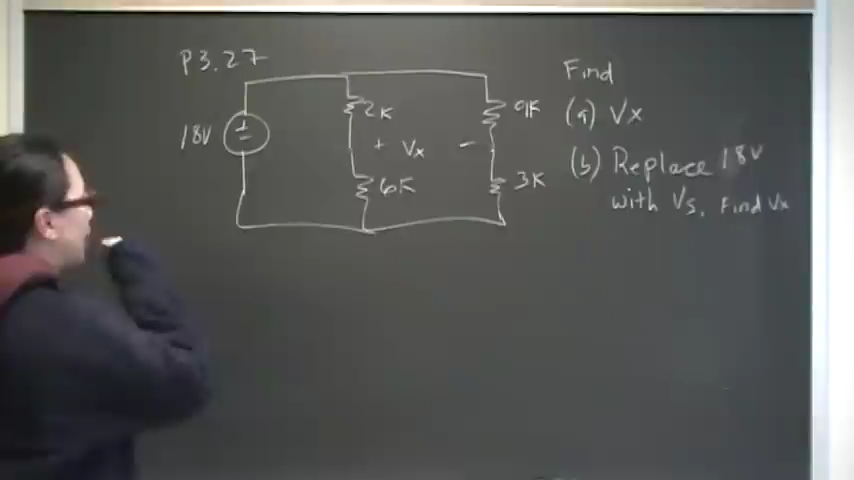 P3.27
Find
18V
+
-
2K
9K
(a) Vx
+ Vx -
(b) Replace 18V
6K
3K
with Vs. Find Vx